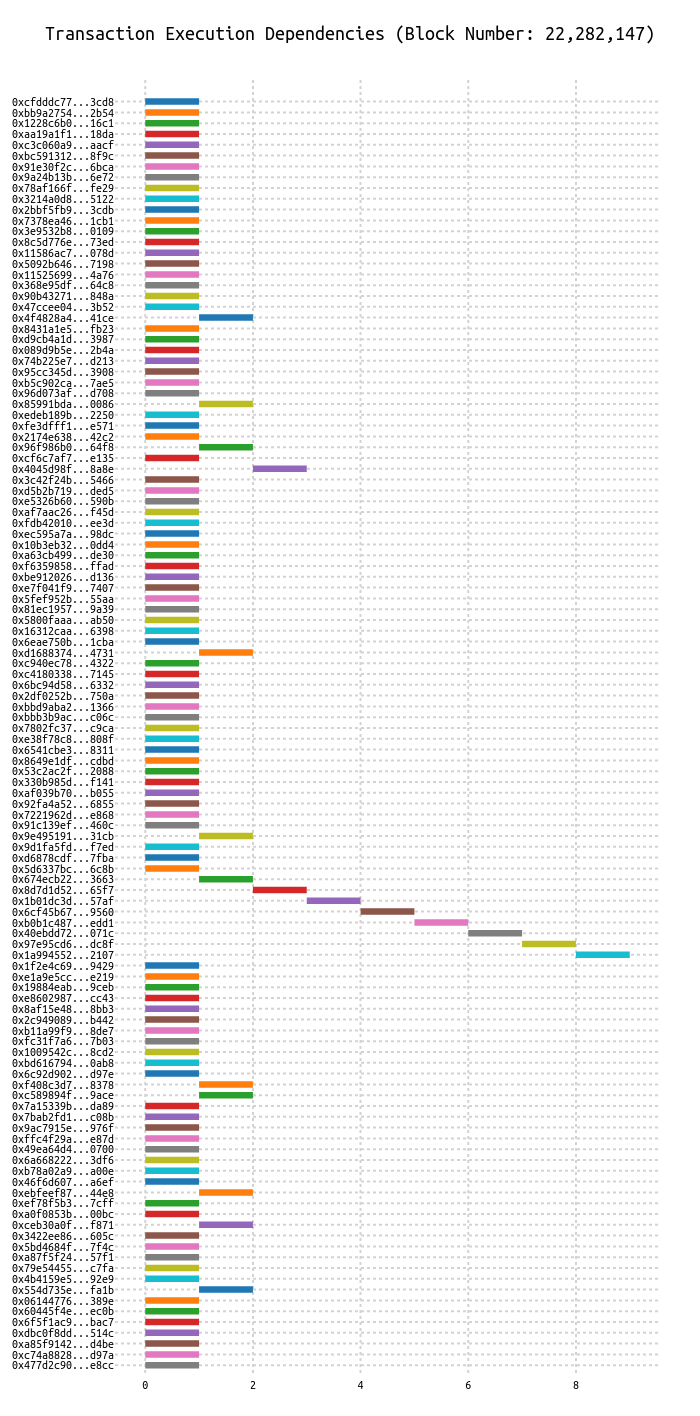 Transaction Execution Dependencies (Block Number: 22,282,147)
0xcfdddc77...3cd8
0xbb9a2754...2b54
0x1228c6b0...16c1
0xaa19a1f1...18da
0xc3c060a9...aacf
0xbc591312...8f9c
0x91e30f2c...6bca
0x9a24b13b...6e72
0x78af166f...fe29
0x3214a0d8...5122
0x2bbf5fb9...3cdb
0x7378ea46...1cb1
0x3e9532b8...0109
0x8c5d776e...73ed
0x11586ac7...078d
0x5092b646...7198
0x11525699...4a76
0x368e95df...64c8
0x90b43271...848a
0x47ccee04...3b52
0x4f4828a4...41ce
0x8431a1e5...fb23
0xd9cb4a1d...3987
0x089d9b5e...2b4a
0x74b225e7...d213
0x95cc345d...3908
0xb5c902ca...7ae5
0x96d073af...d708
0x85991bda...0086
0xedeb189b...2250
0xfe3dfff1...e571
0x2174e638...42c2
0x96f986b0...64f8
0xcf6c7af7...e135
0x4045d98f...8a8e
0x3c42f24b...5466
0xd5b2b719...ded5
0xe5326b60...590b
0xaf7aac26...f45d
0xfdb42010...ee3d
0xec595a7a...98dc
0x10b3eb32...0dd4
0xa63cb499...de30
0xf6359858...ffad
0xbe912026...d136
0xe7f041f9...7407
0x5fef952b...55aa
0x81ec1957...9a39
0x5800faaa...ab50
0x16312caa...6398
0x6eae750b...1cba
0xd1688374...4731
0xc940ec78...4322
0xc4180338...7145
0x6bc94d58...6332
0x2df0252b...750a
0xbbd9aba2...1366
0xbbb3b9ac...c06c
0x7802fc37...c9ca
0xe38f78c8...808f
0x6541cbe3...8311
0x8649e1df...cdbd
0x53c2ac2f...2088
0x330b985d...f141
0xaf039b70...b055
0x92fa4a52...6855
0x7221962d...e868
0x91c139ef...460c
0x9e495191...31cb
0x9d1fa5fd...f7ed
0xd6878cdf...7fba
0x5d6337bc...6c8b
0x674ecb22...3663
0x8d7d1d52...65f7
0x1b01dc3d...57af
0x6cf45b67...9560
0xb0b1c487...edd1
0x40ebdd72...071c
0x97e95cd6...dc8f
0x1a994552...2107
0x1f2e4c69...9429
0xe1a9e5cc...e219
0x19884eab...9ceb
0xe8602987...cc43
0x8af15e48...8bb3
0x2c949089...b442
0xb11a99f9...8de7
0xfc31f7a6...7b03
0x1009542c...8cd2
0xbd616794...0ab8
0x6c92d902...d97e
0xf408c3d7...8378
0xc589894f...9ace
0x7a15339b...da89
0x7bab2fd1...c08b
0x9ac7915e...976f
0xffc4f29a...e87d
0x49ea64d4...0700
0x6a668222...3df6
0xb78a02a9...a00e
0x46f6d607...a6ef
0xebfeef87...44e8
0xef78f5b3...7cff
0xa0f0853b...00bc
0xceb30a0f...f871
0x3422ee86...605c
0x5bd4684f...7f4c
0xa87f5f24...57f1
0x79e54455...c7fa
0x4b4159e5...92e9
0x554d735e...fa1b
0x06144776...389e
0x60445f4e...ec0b
0x6f5f1ac9...bac7
0xdbc0f8dd...514c
0xa85f9142...d4be
0xc74a8828...d97a
0x477d2c90...e8cc
0 2 4 6 8